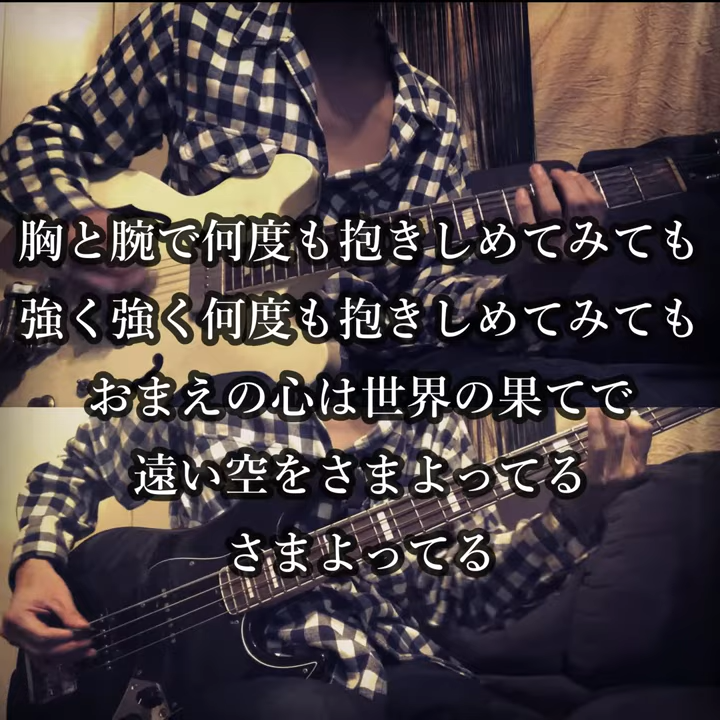 胸と腕で何度も抱きしめてみても
強く強く何度も抱きしめてみても
おまえの心は世界の果てで
遠い空をさまよってる
さまよってる